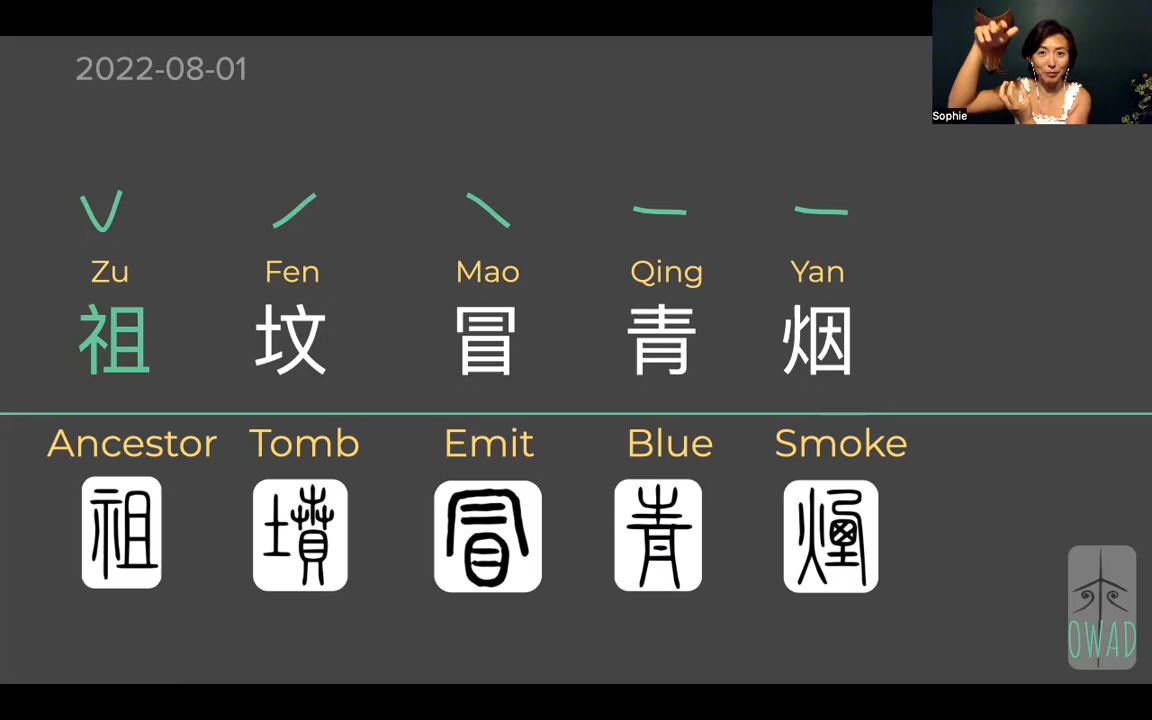 2022-08-01
Sophie
Zu Fen Mao Qing Yan
祖 坟 冒 青 烟
Ancestor Tomb Emit Blue Smoke
祖 墳 冒 青 煙
OWAD